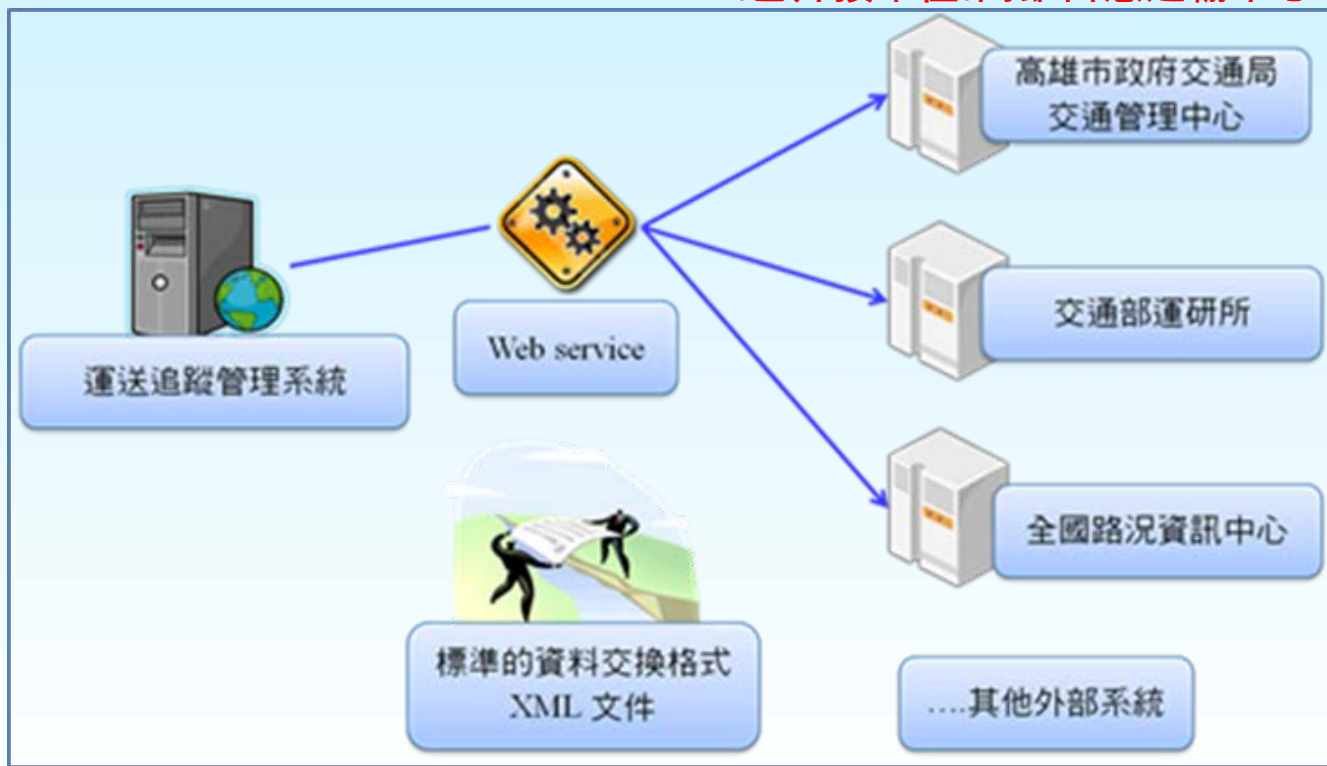 高雄市政府交通局
交通管理中心
Web service
交通部運研所
運送追蹤管理系統
全國路況資訊中心
標準的資料交換格式
XML 文件
....其他外部系統